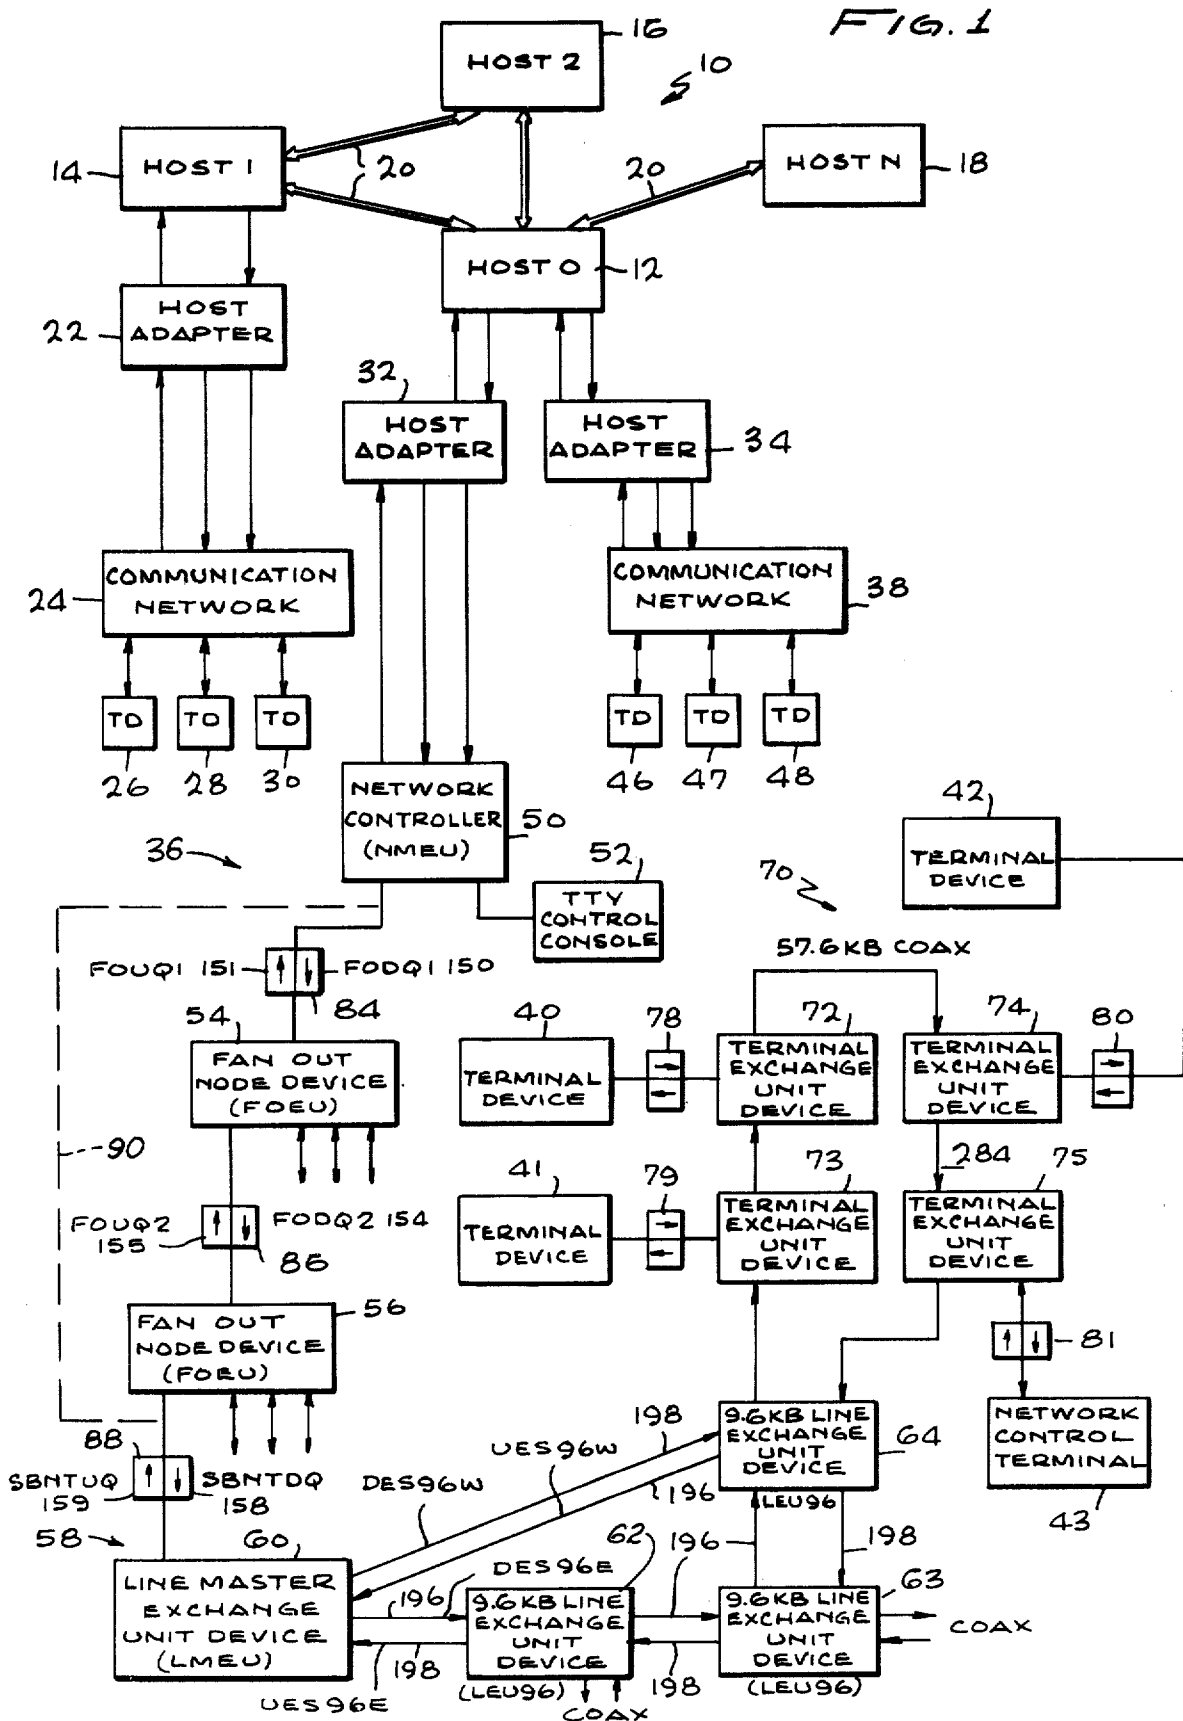 FIG. 1
16
HOST 2
10
14
HOST 1
20
20
HOST N
18
HOST 0
12
22
HOST
ADAPTER
32
HOST
ADAPTER
HOST
ADAPTER
34
24
COMMUNICATION
NETWORK
COMMUNICATION
NETWORK
38
TD
TD
TD
26
28
30
TD
TD
TD
46
47
48
NETWORK
CONTROLLER
(NMEU)
50
36
52
TTY
CONTROL
CONSOLE
42
TERMINAL
DEVICE
70
57.6KB COAX
FOUQ1 151
FODQ1 150
84
54
FAN OUT
NODE DEVICE
(FOEU)
90
40
TERMINAL
DEVICE
78
72
TERMINAL
EXCHANGE
UNIT
DEVICE
74
TERMINAL
EXCHANGE
UNIT
DEVICE
80
284
41
TERMINAL
DEVICE
79
73
TERMINAL
EXCHANGE
UNIT
DEVICE
75
TERMINAL
EXCHANGE
UNIT
DEVICE
FOUQ2
155
FODQ2 154
86
FAN OUT
NODE DEVICE
(FOEU)
56
81
NETWORK
CONTROL
TERMINAL
43
88
SBNTUQ
159
SBNTDQ
158
58
DES96W
198
UES96W
196
9.6KB LINE
EXCHANGE
UNIT
DEVICE
64
LEU96
196
198
60
LINE MASTER
EXCHANGE
UNIT DEVICE
(LMEU)
196
DES96E
198
UES96E
62
9.6KB LINE
EXCHANGE
UNIT
DEVICE
(LEU96)
COAX
196
198
9.6KB LINE
EXCHANGE
UNIT
DEVICE
(LEU96)
63
COAX